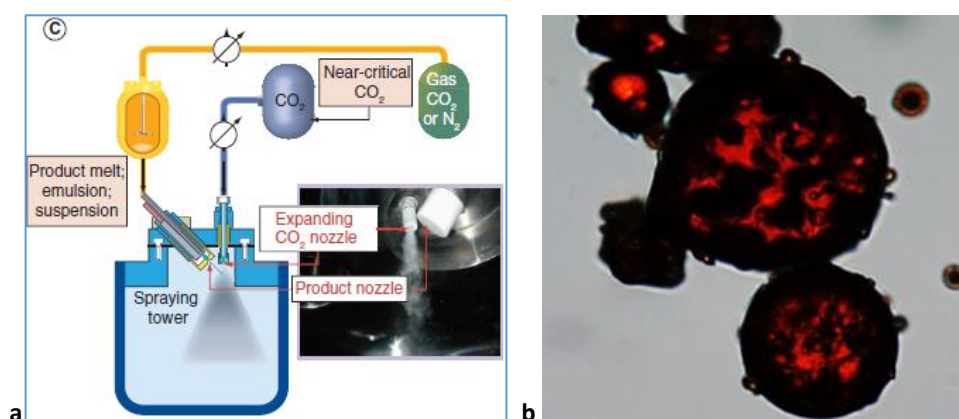 C
Near-critical
CO₂
CO₂
Gas
CO₂
or N₂
Product melt;
emulsion;
suspension
Expanding
CO₂ nozzle
Product nozzle
Spraying
tower
a
b